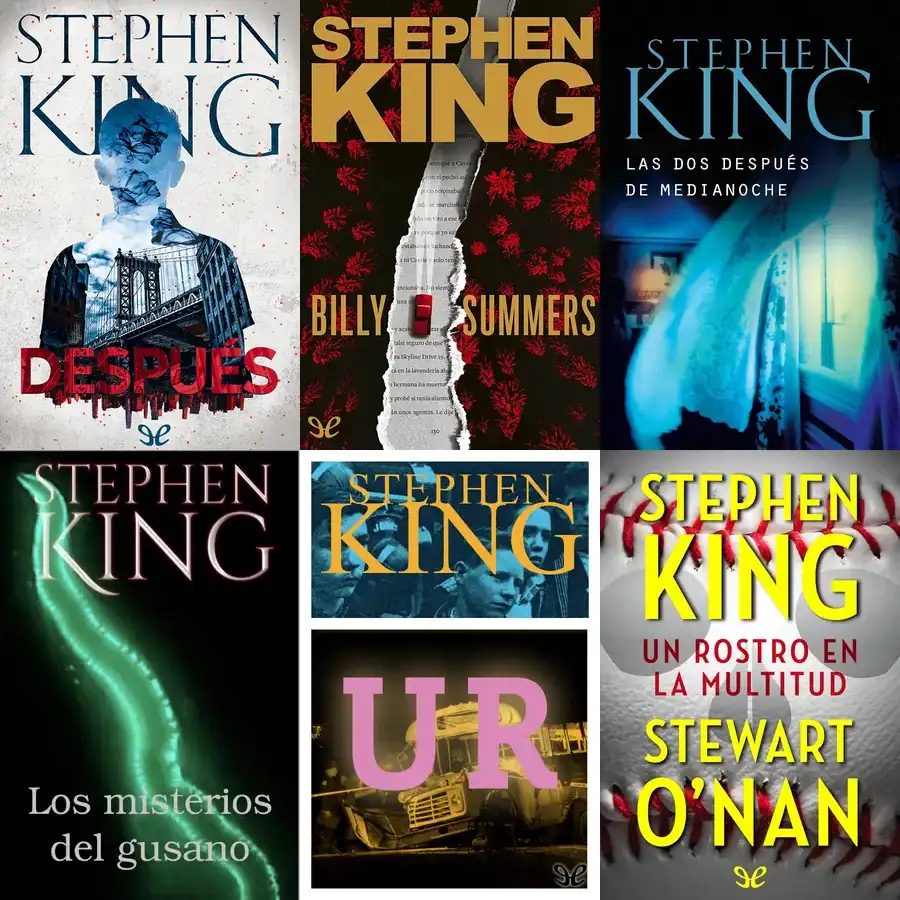 STEPHEN
KING
DESPUÉS
STEPHEN
KING
BILLY SUMMERS
130
STEPHEN
KING
LAS DOS DESPUÉS
DE MEDIANOCHE
STEPHEN
KING
Los misterios
del gusano
STEPHEN
KING
UR
STEPHEN
KING
UN ROSTRO EN
LA MULTITUD
STEWART
O'NAN